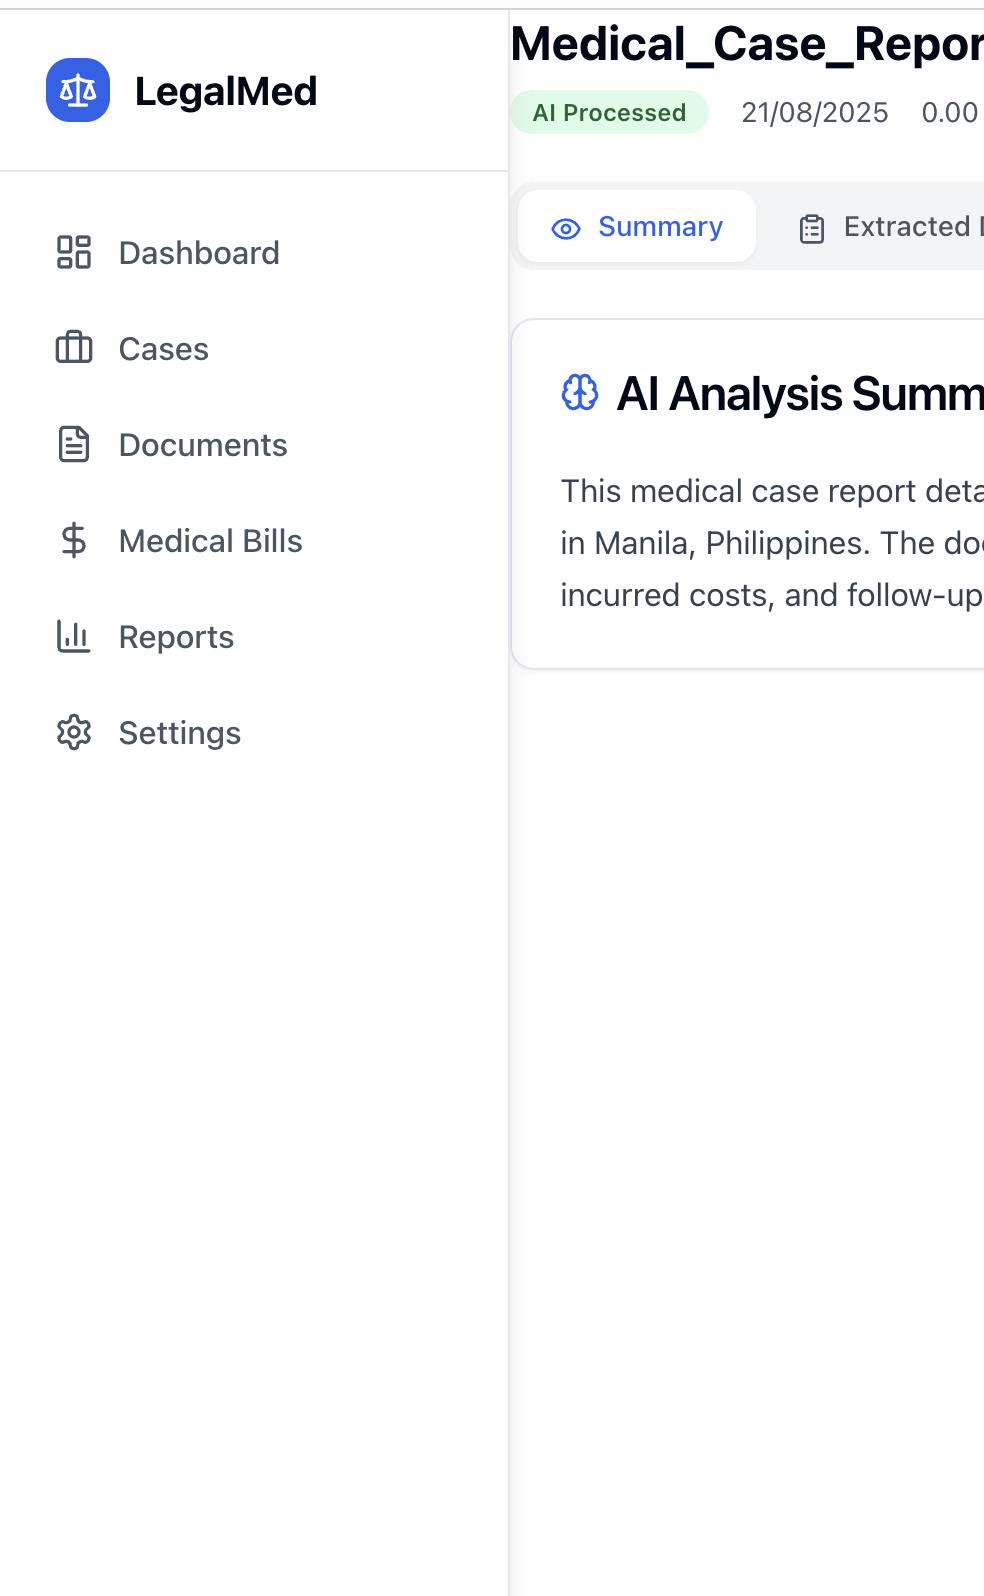 LegalMed
Dashboard
Cases
Documents
Medical Bills
Reports
Settings
Medical_Case_Repor
AI Processed 21/08/2025 0.00
Summary Extracted
AI Analysis Summ
This medical case report deta
in Manila, Philippines. The do
incurred costs, and follow-up